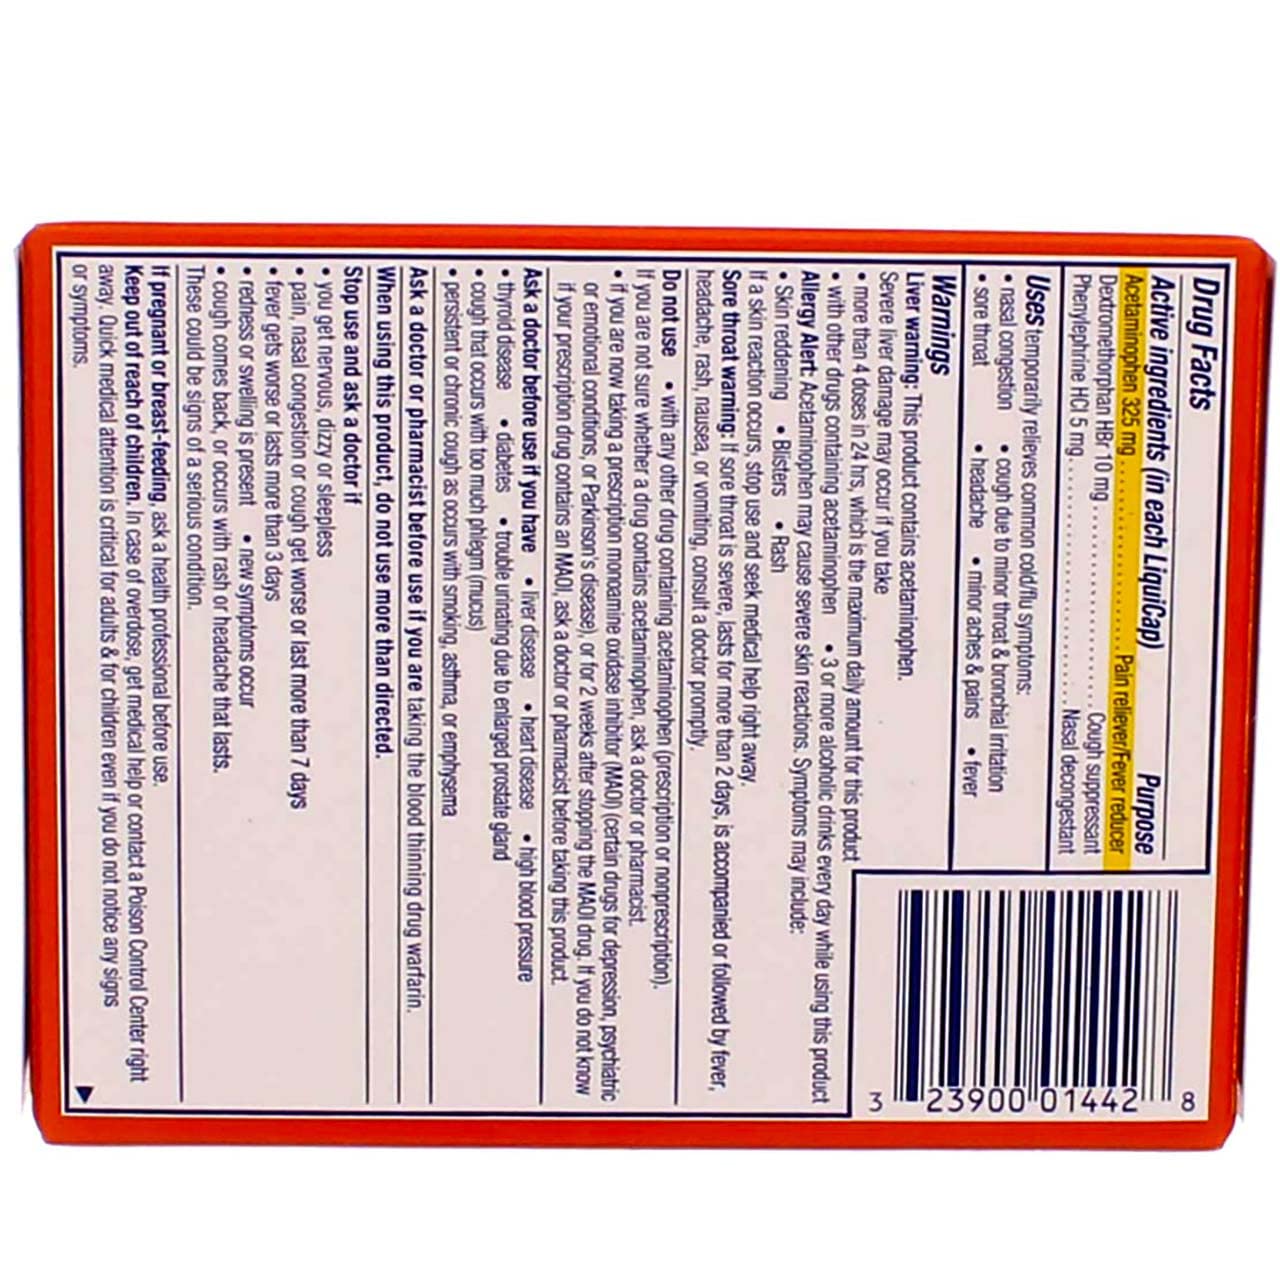 Drug Facts
Active ingredients (in each LiquiCap) Purpose
Acetaminophen 325 mg.........................Pain reliever/Fever reducer
Dextromethorphan HBr 10 mg.........................Cough suppressant
Phenylephrine HCl 5 mg.........................Nasal decongestant
Uses temporarily relieves common cold/flu symptoms:
• nasal congestion • cough due to minor throat & bronchial irritation
• sore throat • headache • minor aches & pains • fever
Warnings
Liver warning: This product contains acetaminophen.
Severe liver damage may occur if you take
• more than 4 doses in 24 hrs, which is the maximum daily amount for this product
• with other drugs containing acetaminophen • 3 or more alcoholic drinks every day while using this product
Allergy Alert: Acetaminophen may cause severe skin reactions. Symptoms may include:
• Skin reddening • Blisters • Rash
If a skin reaction occurs, stop use and seek medical help right away.
Sore throat warning: If sore throat is severe, lasts for more than 2 days, is accompanied or followed by fever,
headache, rash, nausea, or vomiting, consult a doctor promptly.
Do not use • with any other drug containing acetaminophen (prescription or nonprescription).
If you are not sure whether a drug contains acetaminophen, ask a doctor or pharmacist.
• if you are now taking a prescription monoamine oxidase inhibitor (MAOI) (certain drugs for depression, psychiatric
or emotional conditions, or Parkinson's disease), or for 2 weeks after stopping the MAOI drug. If you do not know
if your prescription drug contains an MAOI, ask a doctor or pharmacist before taking this product.
Ask a doctor before use if you have • liver disease • heart disease • high blood pressure
• thyroid disease • diabetes • trouble urinating due to enlarged prostate gland
• cough that occurs with too much phlegm (mucus)
• persistent or chronic cough as occurs with smoking, asthma, or emphysema
Ask a doctor or pharmacist before use if you are taking the blood thinning drug warfarin.
When using this product, do not use more than directed.
Stop use and ask a doctor if
• you get nervous, dizzy or sleepless
• pain, nasal congestion or cough get worse or last more than 7 days
• fever gets worse or lasts more than 3 days
• redness or swelling is present • new symptoms occur
• cough comes back, or occurs with rash or headache that lasts.
These could be signs of a serious condition.
If pregnant or breast-feeding, ask a health professional before use.
Keep out of reach of children. In case of overdose, get medical help or contact a Poison Control Center right
away. Quick medical attention is critical for adults & for children even if you do not notice any signs
or symptoms.
3 23900 01442 8